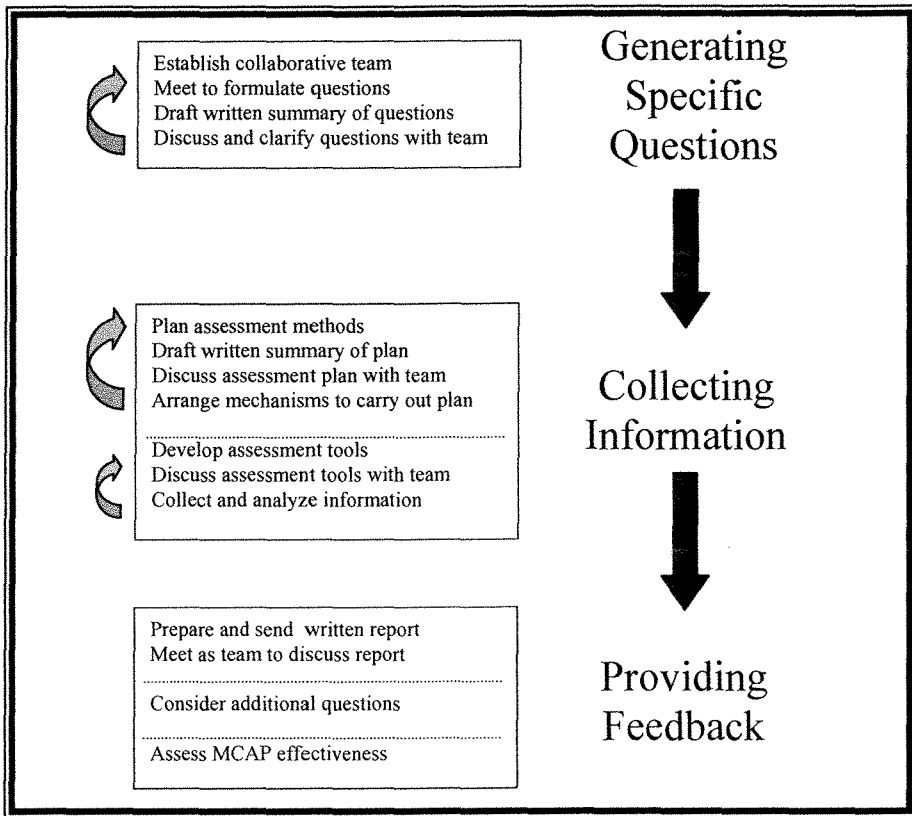 Establish collaborative team
Meet to formulate questions
Draft written summary of questions
Discuss and clarify questions with team
Generating
Specific
Questions
Plan assessment methods
Draft written summary of plan
Discuss assessment plan with team
Arrange mechanisms to carry out plan
Develop assessment tools
Discuss assessment tools with team
Collect and analyze information
Collecting
Information
Prepare and send written report
Meet as team to discuss report
Consider additional questions
Assess MCAP effectiveness
Providing
Feedback